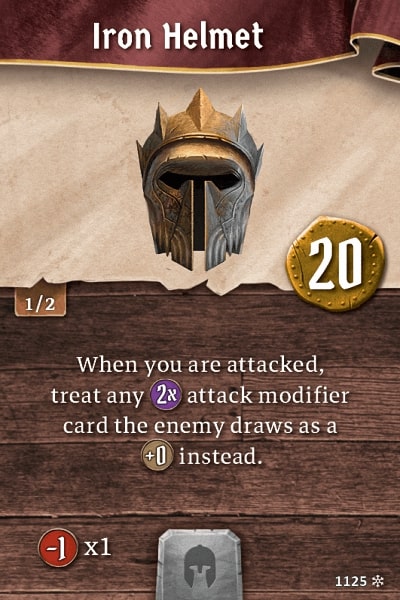 Iron Helmet
20
1/2
When you are attacked,
treat any 2x attack modifier
card the enemy draws as a
+0 instead.
-1 x1
1125